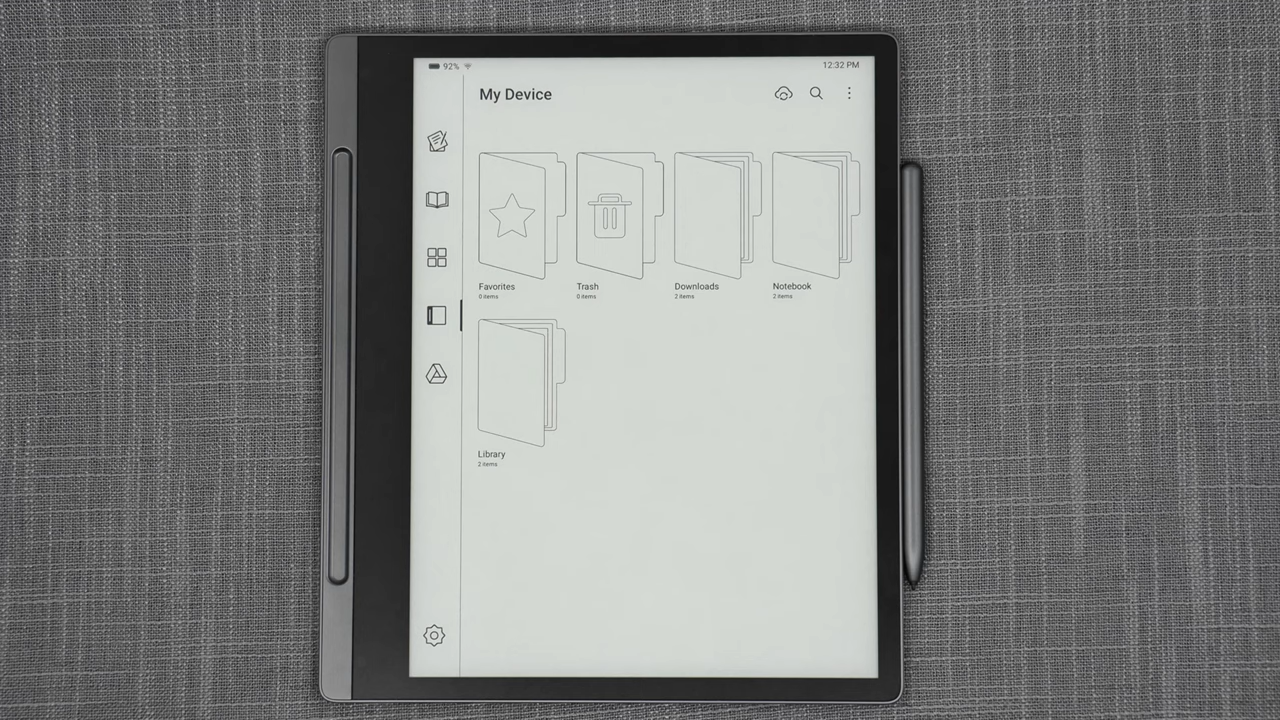 92%
12:32 PM
My Device
Favorites
0 items
Trash
0 items
Downloads
2 items
Notebook
2 items
Library
2 items